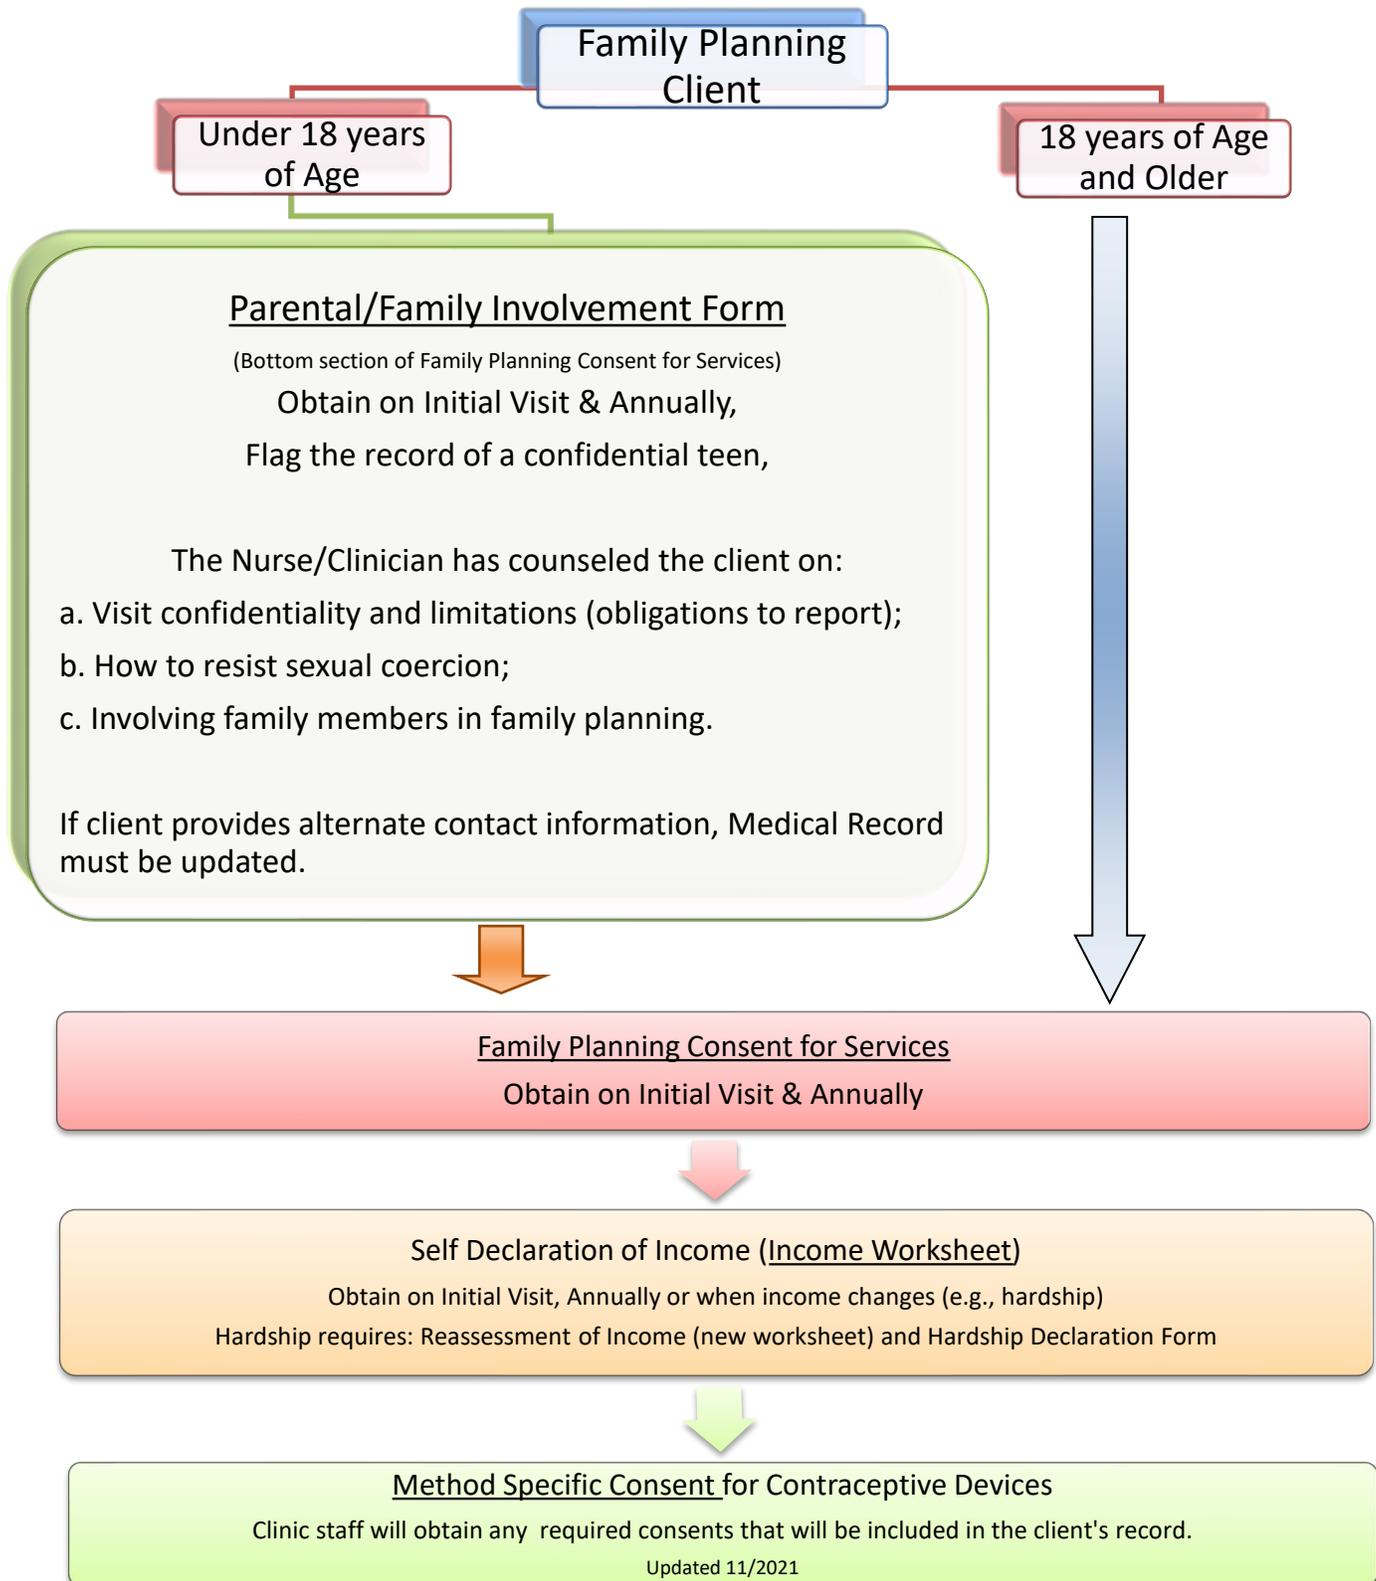 Family Planning
Client
Under 18 years
of Age
18 years of Age
and Older
Parental/Family Involvement Form
(Bottom section of Family Planning Consent for Services)
Obtain on Initial Visit & Annually,
Flag the record of a confidential teen,
The Nurse/Clinician has counseled the client on:
a. Visit confidentiality and limitations (obligations to report);
b. How to resist sexual coercion;
c. Involving family members in family planning.
If client provides alternate contact information, Medical Record
must be updated.
Family Planning Consent for Services
Obtain on Initial Visit & Annually
Self Declaration of Income (Income Worksheet)
Obtain on Initial Visit, Annually or when income changes (e.g., hardship)
Hardship requires: Reassessment of Income (new worksheet) and Hardship Declaration Form
Method Specific Consent for Contraceptive Devices
Clinic staff will obtain any  required consents that will be included in the client's record.
Updated 11/2021